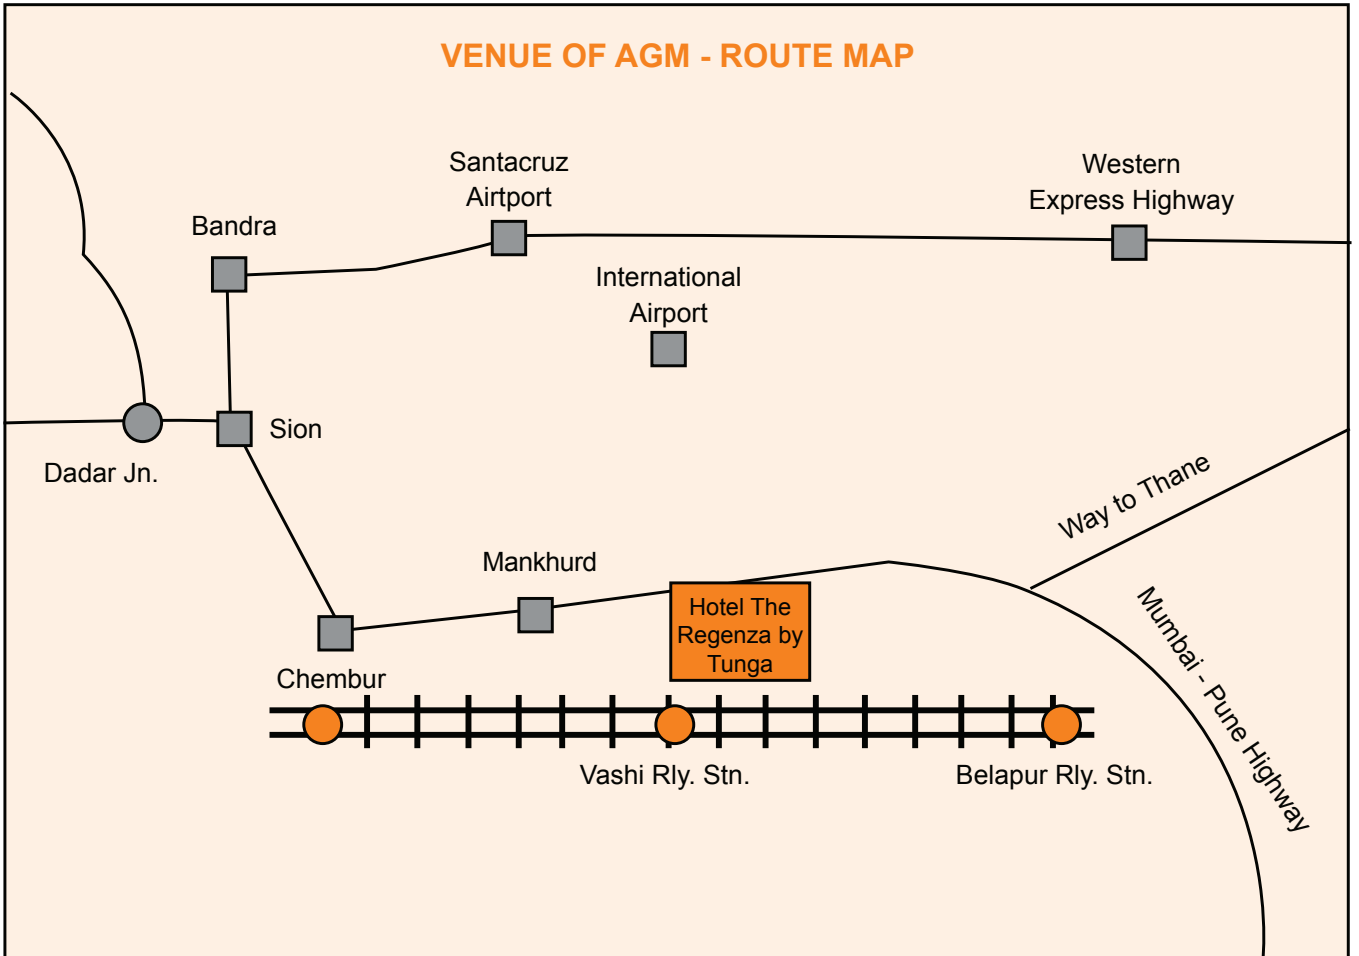 VENUE OF AGM - ROUTE MAP
Santacruz
Airtport
Western
Express Highway
Bandra
International
Airport
Sion
Dadar Jn.
Way to Thane
Mankhurd
Hotel The
Regenza by
Tunga
Mumbai - Pune Highway
Chembur
Vashi Rly. Stn.
Belapur Rly. Stn.